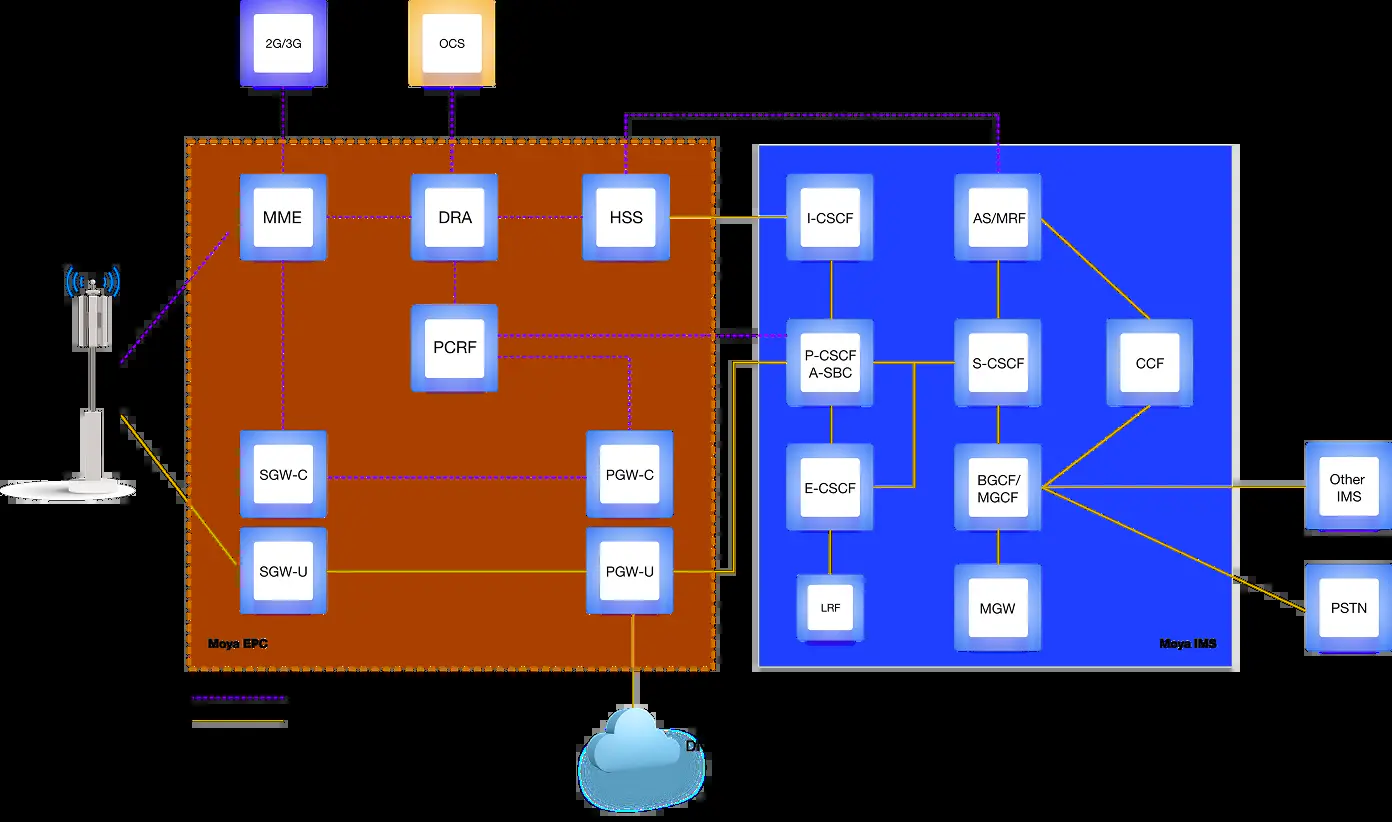 2G/3G
OCS
MME
DRA
HSS
I-CSCF
AS/MRF
PCRF
P-CSCF
A-SBC
S-CSCF
CCF
SGW-C
PGW-C
E-CSCF
BGCF/
MGCF
Other
IMS
SGW-U
PGW-U
LRF
MGW
PSTN
Moya EPC
Moya IMS